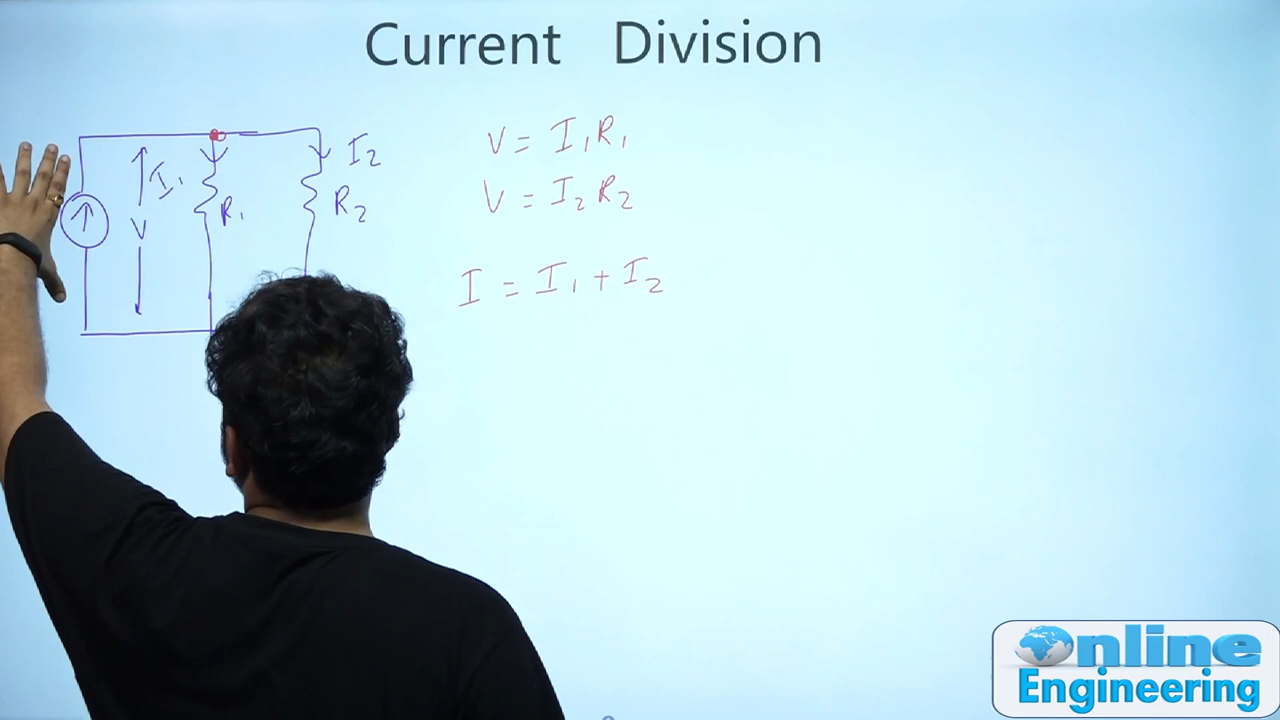 Current Division
I₁
I₂
V
R₁
R₂
V = I₁R₁
V = I₂R₂
I = I₁ + I₂
Online
Engineering